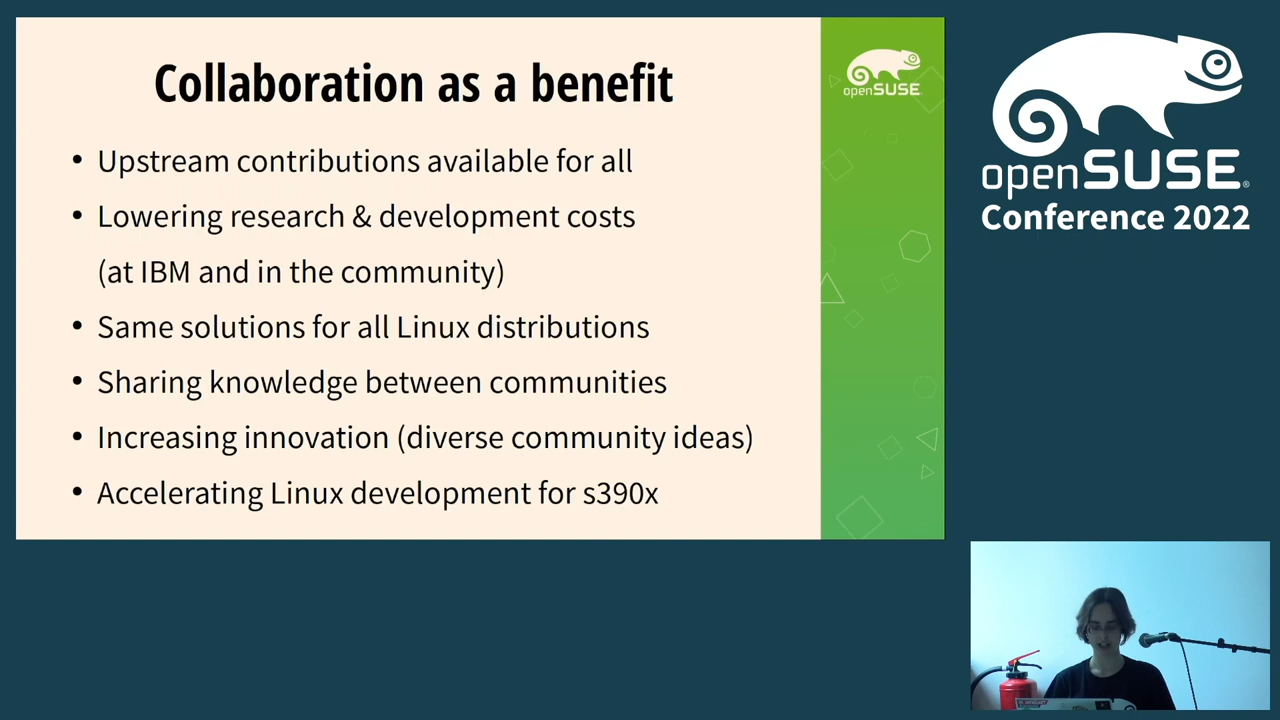 Collaboration as a benefit
• Upstream contributions available for all
• Lowering research & development costs
(at IBM and in the community)
• Same solutions for all Linux distributions
• Sharing knowledge between communities
• Increasing innovation (diverse community ideas)
• Accelerating Linux development for s390x
openSUSE
openSUSE®
Conference 2022